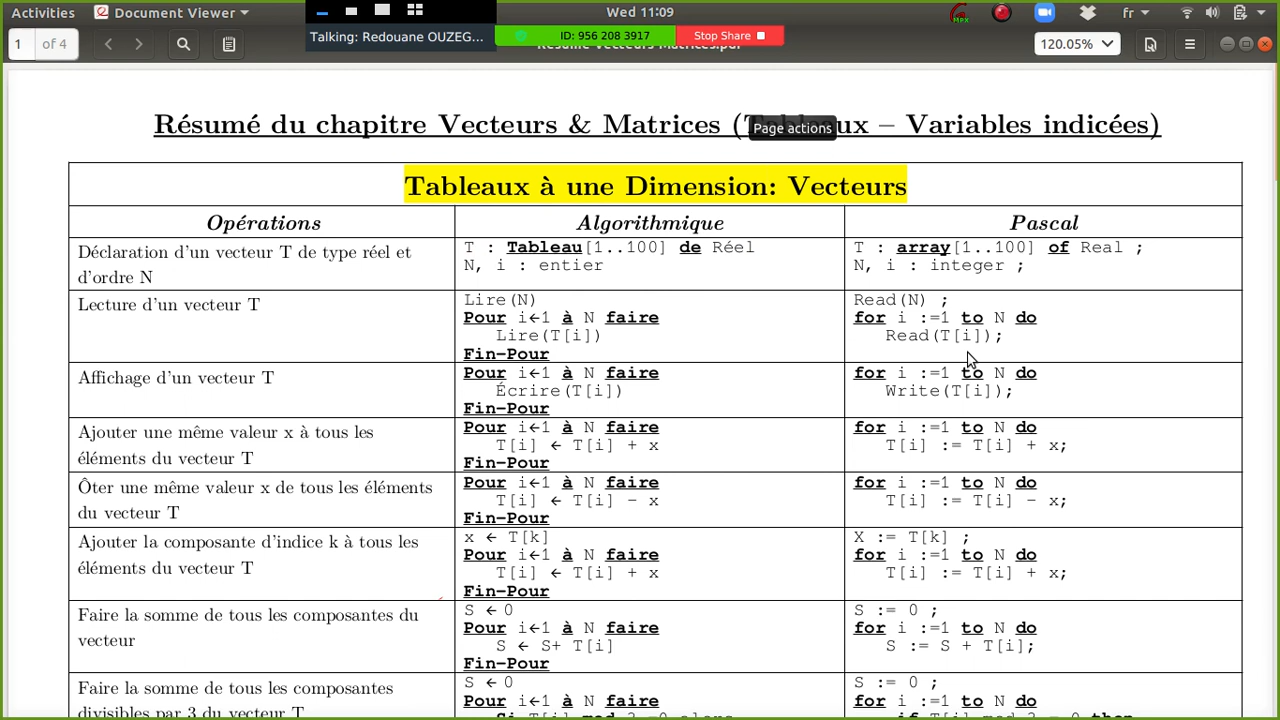 Activities Document Viewer Wed 11:09 fr
Talking: Redouane OUZEG... ID: 956 208 3917 Stop Share
1 of 4 120.05%
Résumé du chapitre Vecteurs & Matrices (Tableaux – Variables indicées)
Page actions
Tableaux à une Dimension: Vecteurs
Opérations Algorithmique Pascal
Déclaration d'un vecteur T de type réel et
d'ordre N
T : Tableau[1..100] de Réel
N, i : entier
T : array[1..100] of Real ;
N, i : integer ;
Lecture d'un vecteur T
Lire(N)
Pour i←1 à N faire
Lire(T[i])
Fin-Pour
Read(N) ;
for i :=1 to N do
Read(T[i]);
Affichage d'un vecteur T
Pour i←1 à N faire
Écrire(T[i])
Fin-Pour
for i :=1 to N do
Write(T[i]);
Ajouter une même valeur x à tous les
éléments du vecteur T
Pour i←1 à N faire
T[i] ← T[i] + x
Fin-Pour
for i :=1 to N do
T[i] := T[i] + x;
Ôter une même valeur x de tous les éléments
du vecteur T
Pour i←1 à N faire
T[i] ← T[i] - x
Fin-Pour
for i :=1 to N do
T[i] := T[i] - x;
Ajouter la composante d'indice k à tous les
éléments du vecteur T
x ← T[k]
Pour i←1 à N faire
T[i] ← T[i] + x
Fin-Pour
X := T[k] ;
for i :=1 to N do
T[i] := T[i] + x;
Faire la somme de tous les composantes du
vecteur
S ← 0
Pour i←1 à N faire
S ← S+ T[i]
Fin-Pour
S := 0 ;
for i :=1 to N do
S := S + T[i];
Faire la somme de tous les composantes
divisibles par 3 du vecteur T
S ← 0
Pour i←1 à N faire
S := 0 ;
for i :=1 to N do